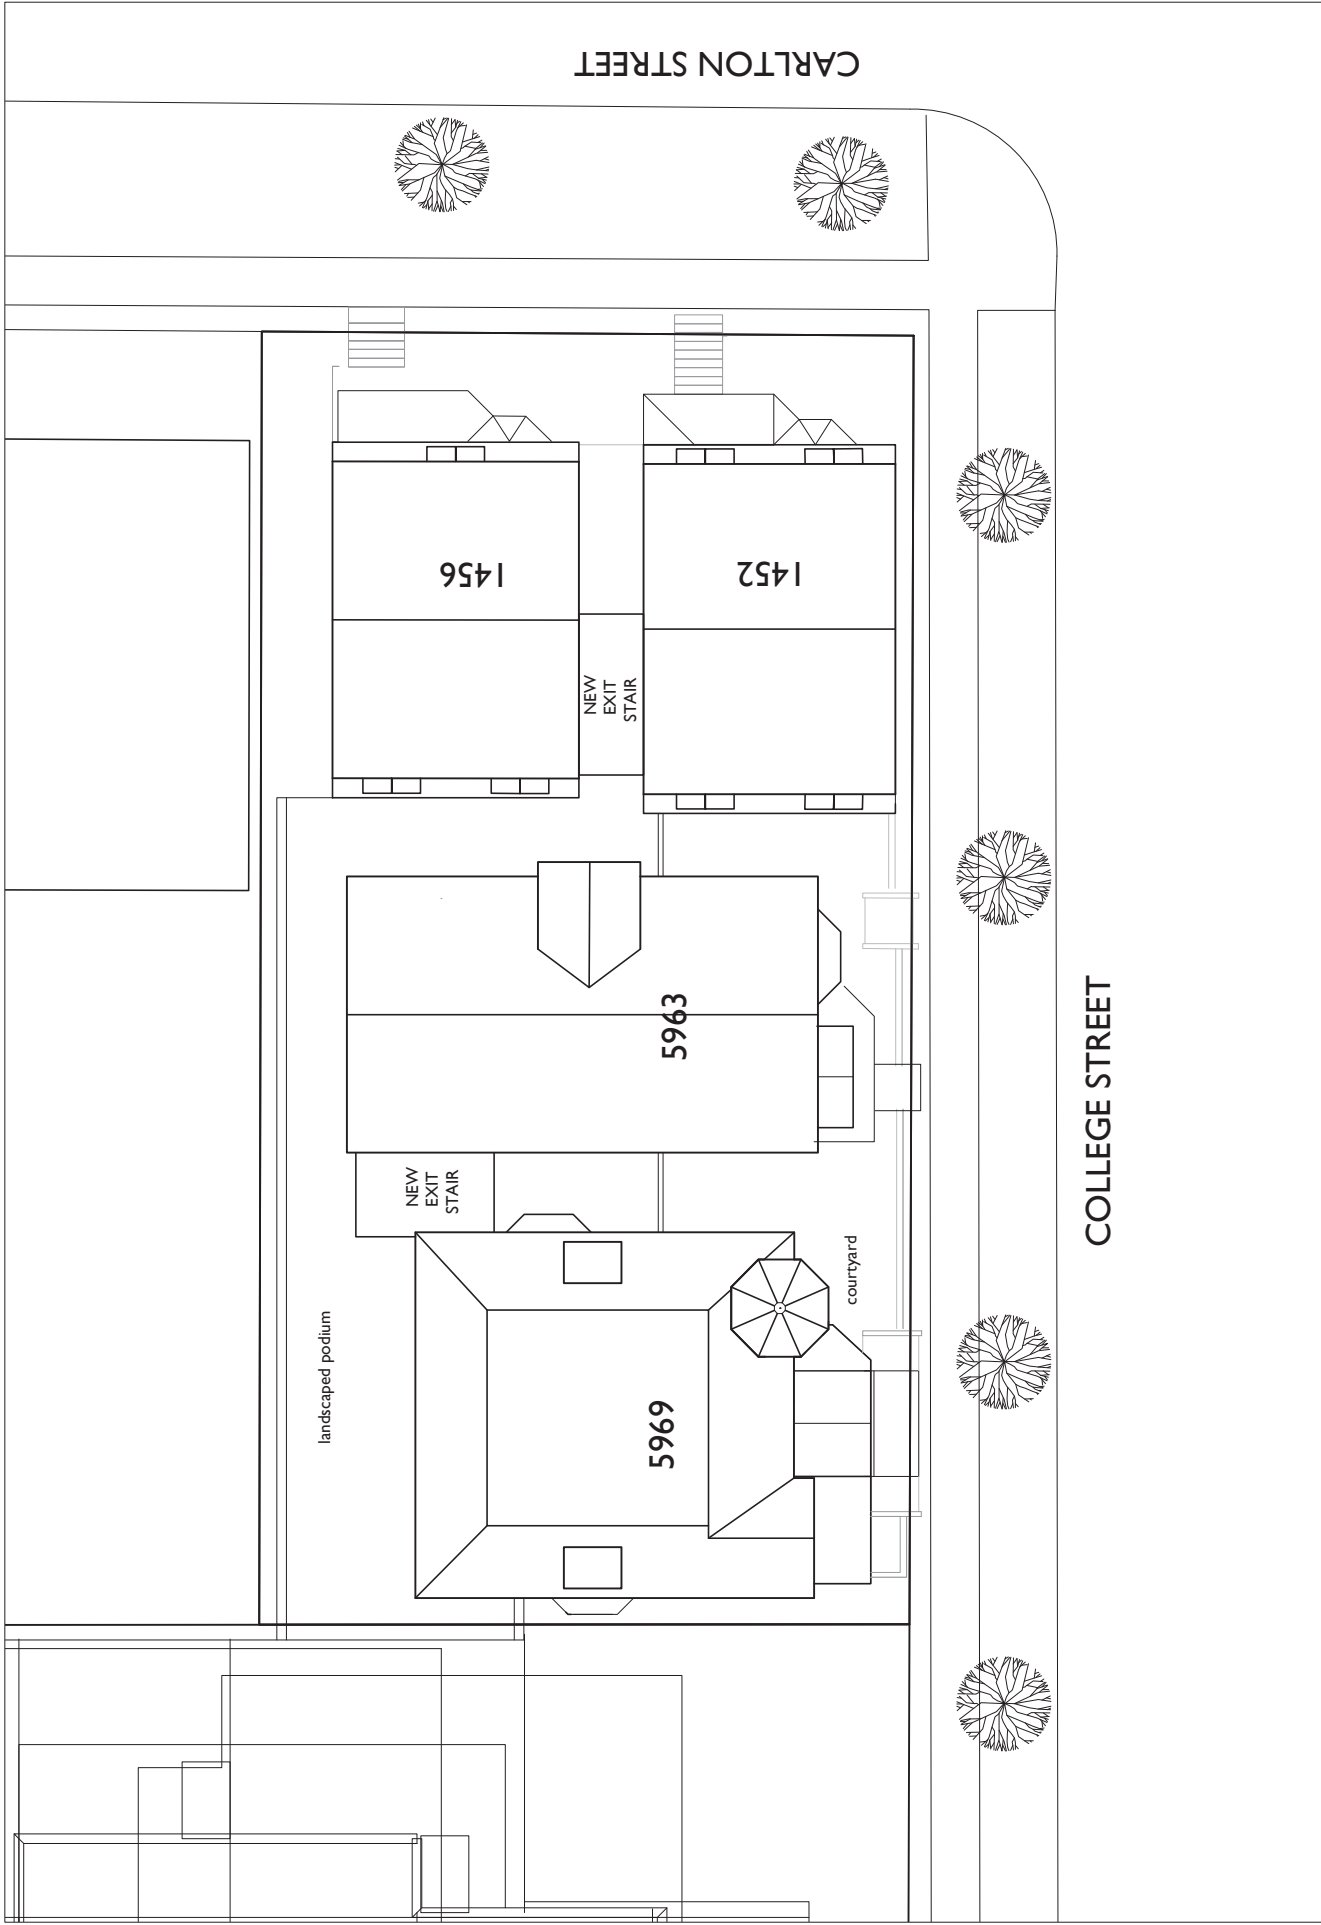 CARLTON STREET
1456
1452
NEW
EXIT
STAIR
5963
NEW
EXIT
STAIR
COLLEGE STREET
courtyard
landscaped podium
5969